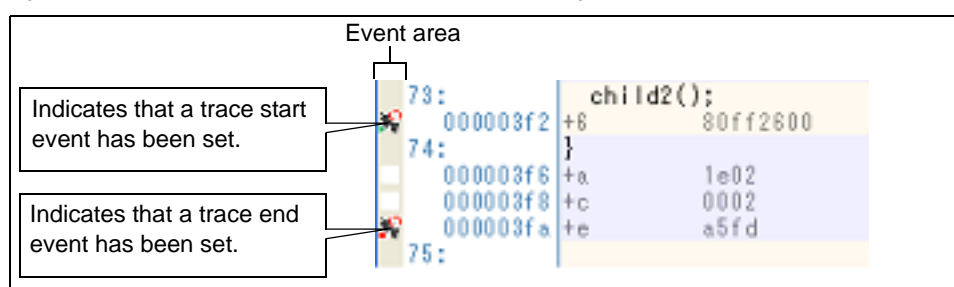 Event area
Indicates that a trace start
event has been set.
Indicates that a trace end
event has been set.
73: child2();
000003f2 +6 80ff2600
74: }
000003f6 +a 1e02
000003f8 +c 0002
000003fa +e a5fd
75: